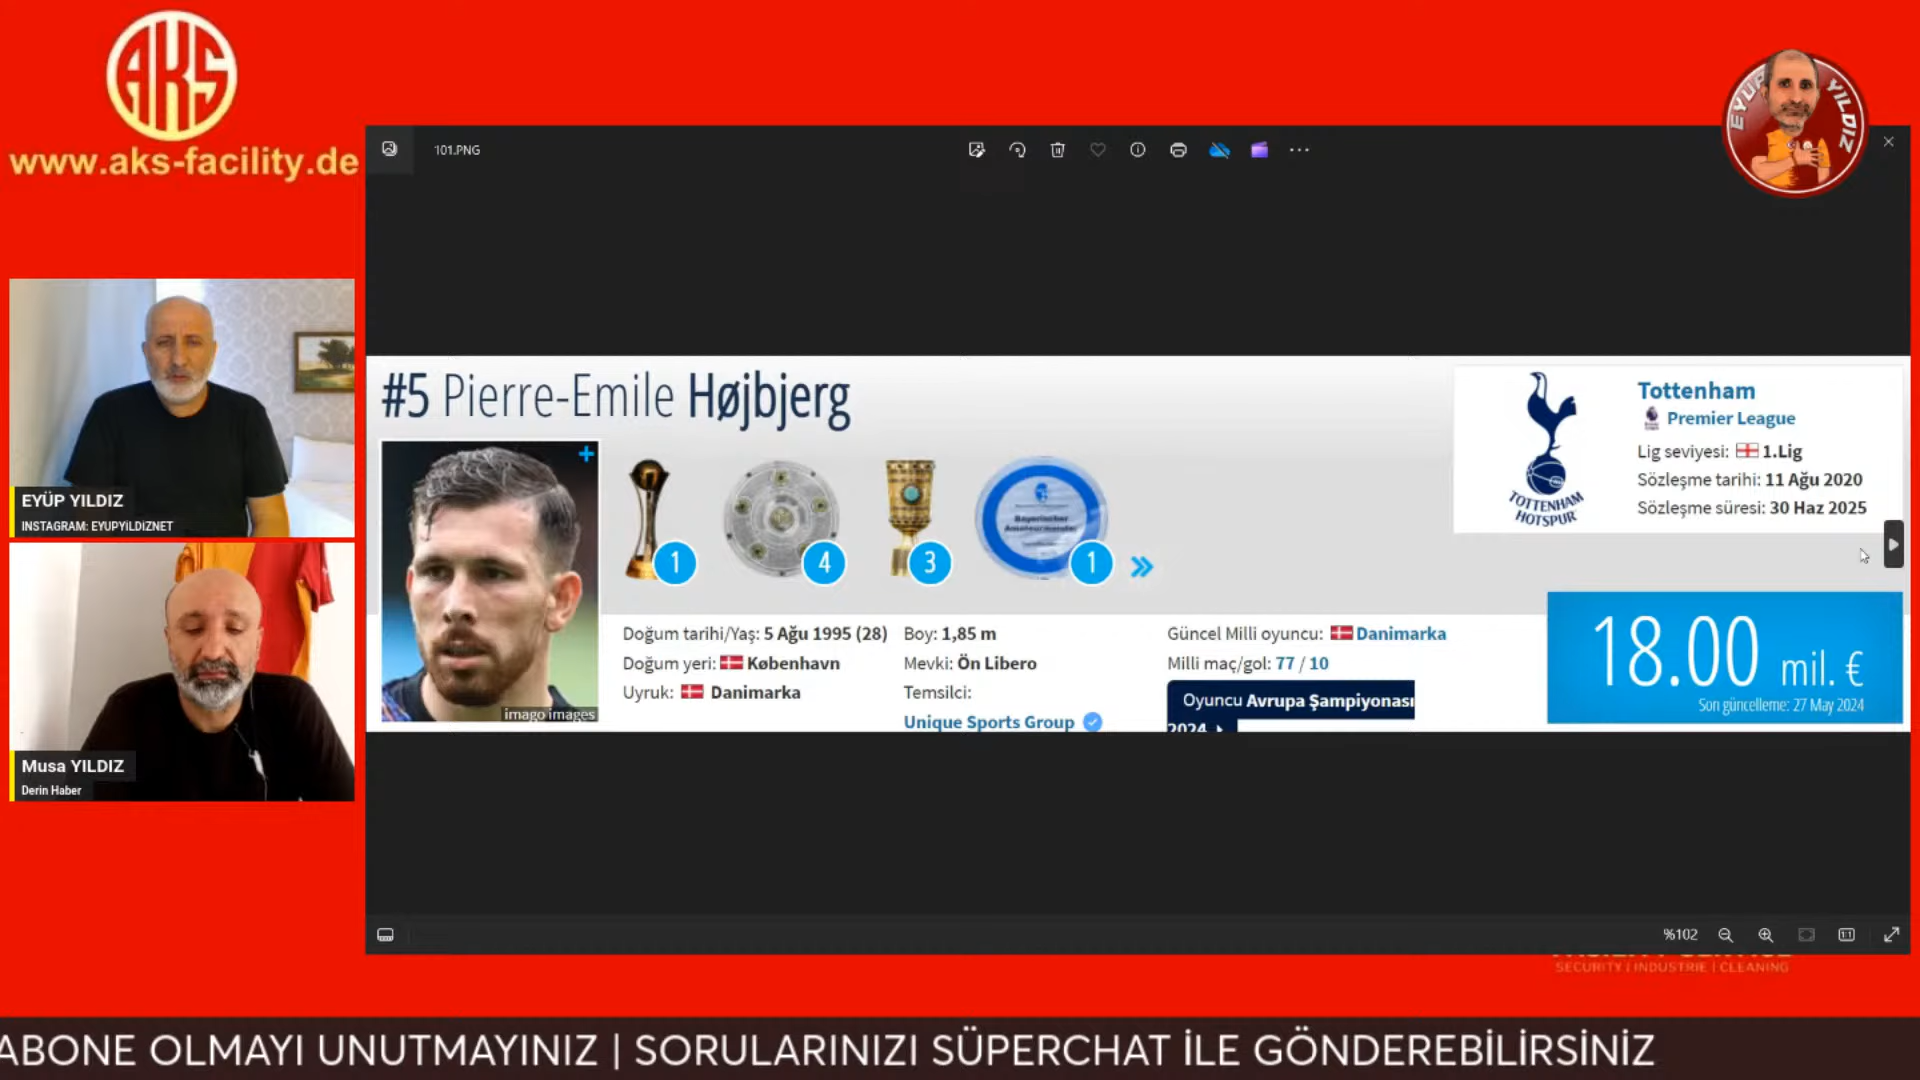 AKS
www.aks-facility.de
EYÜP YILDIZ
101.PNG
#5 Pierre-Emile Højbjerg
Tottenham
Premier League
Lig seviyesi: 1.Lig
Sözleşme tarihi: 11 Ağu 2020
Sözleşme süresi: 30 Haz 2025
TOTTENHAM
HOTSPUR
1
4
3
Bayerischer
Amateurmeister
1
imago images
Doğum tarihi/Yaş: 5 Ağu 1995 (28)
Doğum yeri: København
Uyruk: Danimarka
Boy: 1,85 m
Mevki: Ön Libero
Temsilci:
Unique Sports Group
Güncel Milli oyuncu: Danimarka
Milli maç/gol: 77 / 10
Oyuncu Avrupa Şampiyonası
2024
18.00 mil. €
Son güncelleme: 27 May 2024
EYÜP YILDIZ
INSTAGRAM: EYUPYILDIZNET
Musa YILDIZ
Derin Haber
%102
SECURITY | INDUSTRIE | CLEANING
ABONE OLMAYI UNUTMAYINIZ | SORULARINIZI SÜPERCHAT İLE GÖNDEREBİLİRSİNİZ